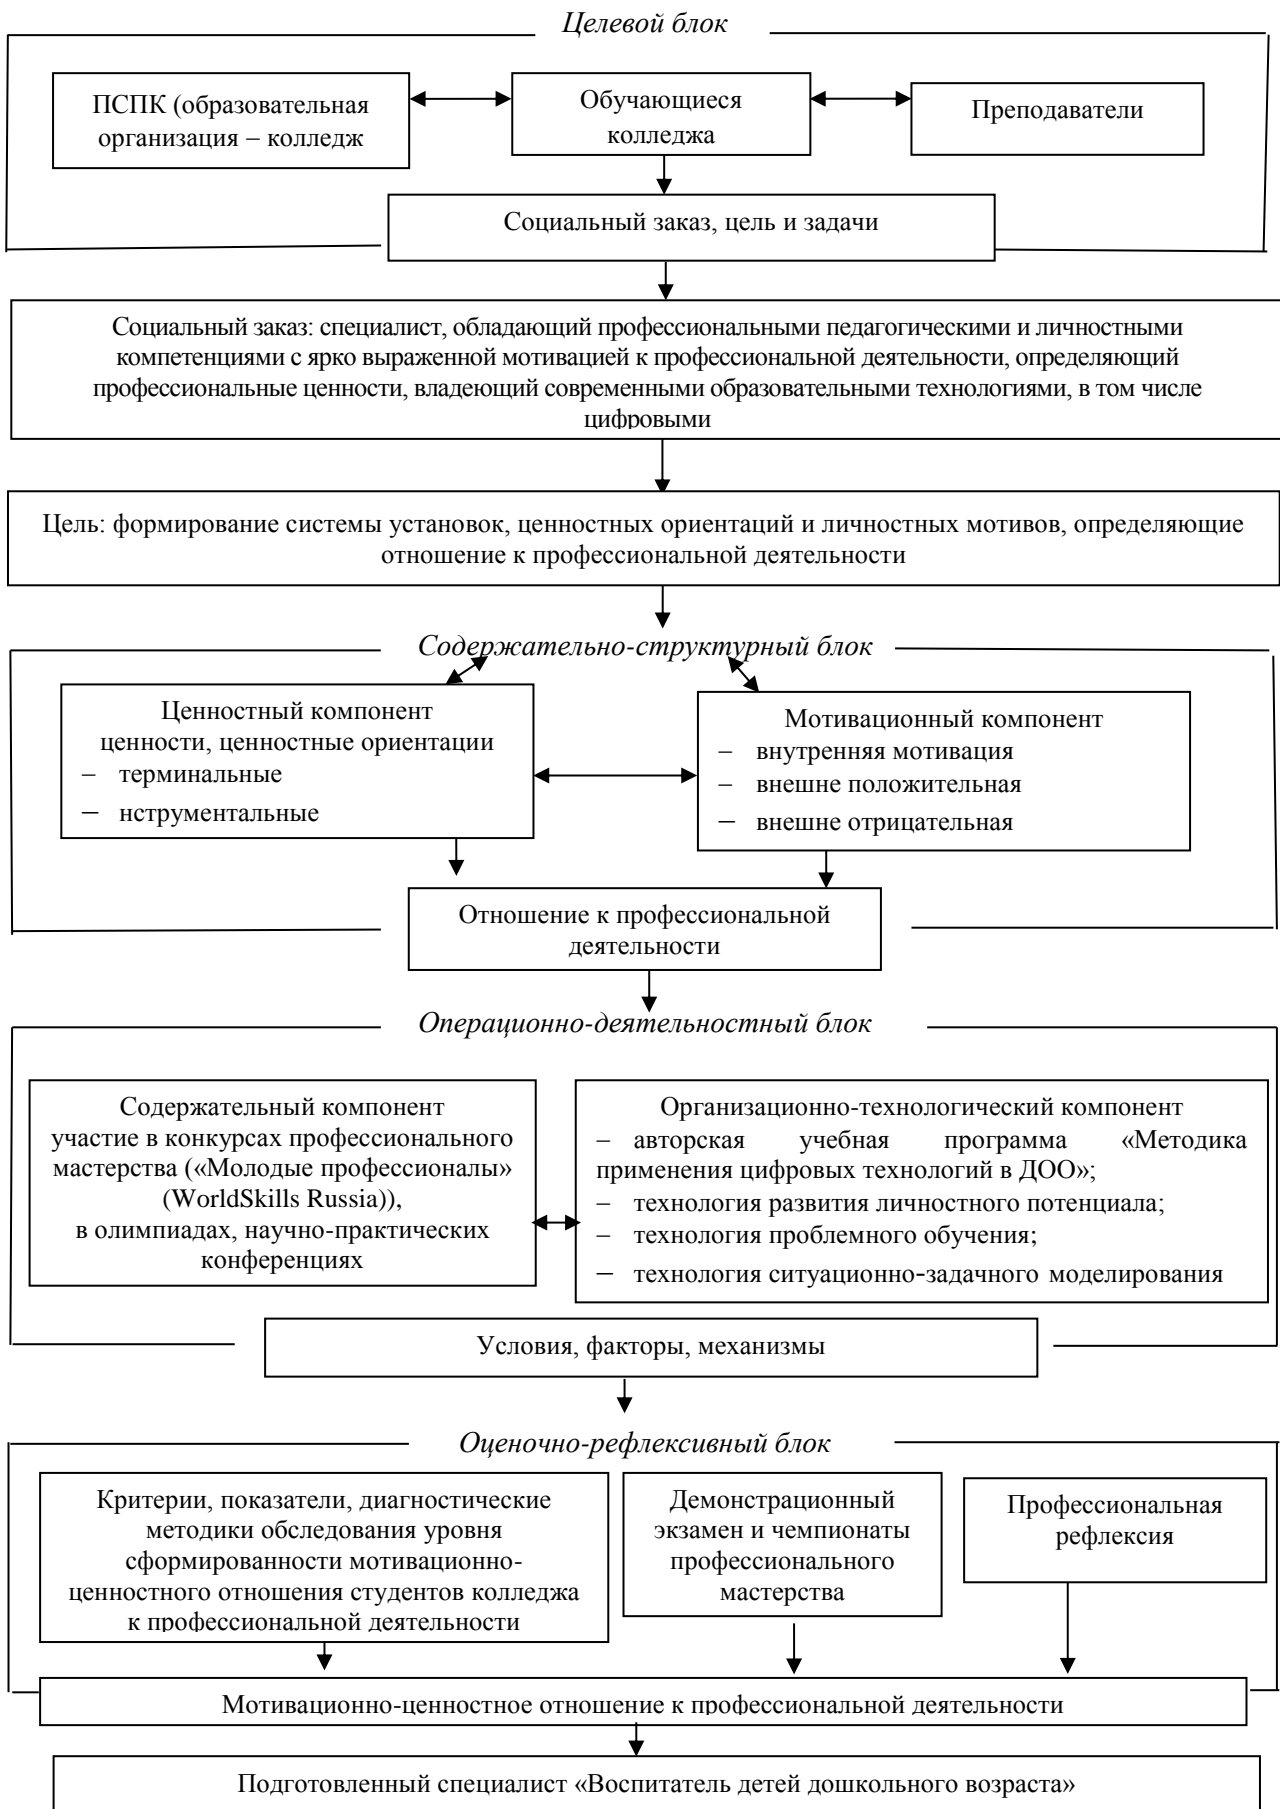 Целевой блок
ПСПК (образовательная
организация – колледж
Обучающиеся
колледжа
Преподаватели
Социальный заказ, цель и задачи
Социальный заказ: специалист, обладающий профессиональными педагогическими и личностными
компетенциями с ярко выраженной мотивацией к профессиональной деятельности, определяющий
профессиональные ценности, владеющий современными образовательными технологиями, в том числе
цифровыми
Цель: формирование системы установок, ценностных ориентаций и личностных мотивов, определяющие
отношение к профессиональной деятельности
Содержательно-структурный блок
Ценностный компонент
ценности, ценностные ориентации
– терминальные
– нструментальные
Мотивационный компонент
– внутренняя мотивация
– внешне положительная
– внешне отрицательная
Отношение к профессиональной
деятельности
Операционно-деятельностный блок
Содержательный компонент
участие в конкурсах профессионального
мастерства («Молодые профессионалы»
(WorldSkills Russia)),
в олимпиадах, научно-практических
конференциях
Организационно-технологический компонент
– авторская учебная программа «Методика
применения цифровых технологий в ДОО»;
– технология развития личностного потенциала;
– технология проблемного обучения;
– технология ситуационно-задачного моделирования
Условия, факторы, механизмы
Оценочно-рефлексивный блок
Критерии, показатели, диагностические
методики обследования уровня
сформированности мотивационно-
ценностного отношения студентов колледжа
к профессиональной деятельности
Демонстрационный
экзамен и чемпионаты
профессионального
мастерства
Профессиональная
рефлексия
Мотивационно-ценностное отношение к профессиональной деятельности
Подготовленный специалист «Воспитатель детей дошкольного возраста»